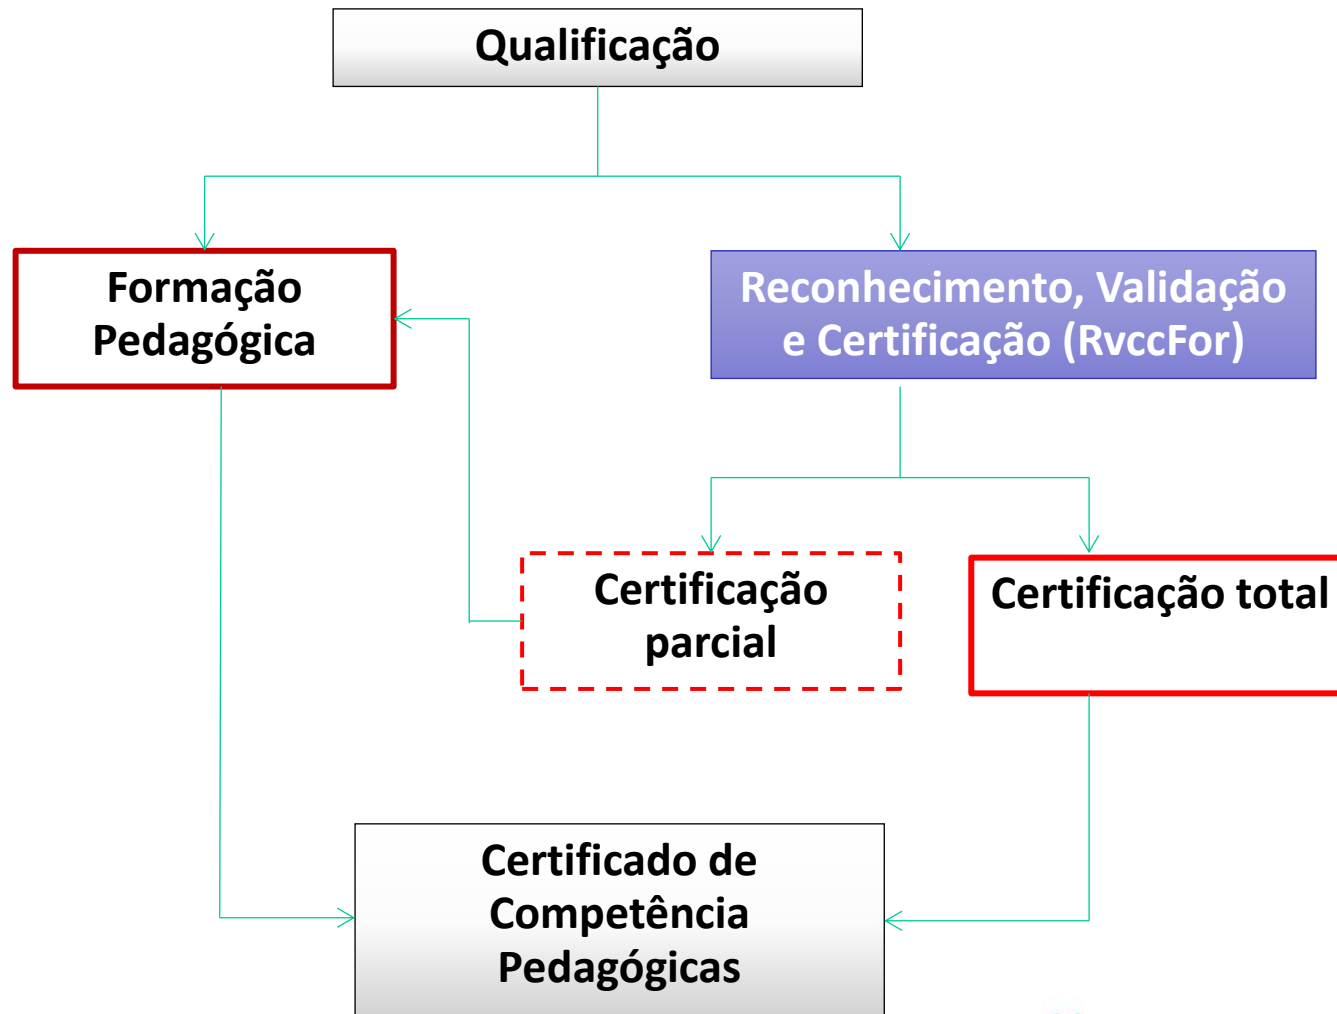 Qualificação
Formação
Pedagógica
Reconhecimento, Validação
e Certificação (RvccFor)
Certificação
parcial
Certificação total
Certificado de
Competência
Pedagógicas